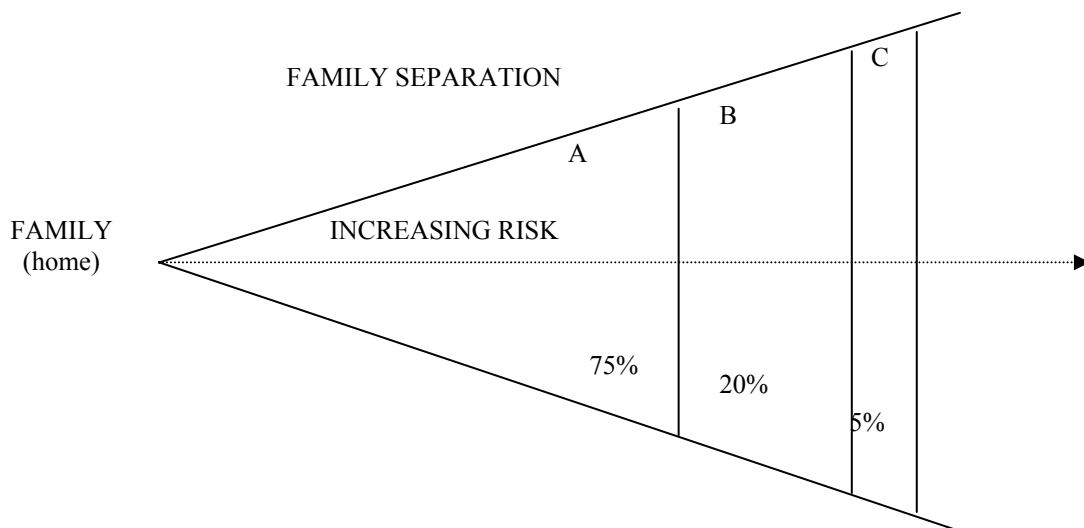 FAMILY SEPARATION
C
B
A
FAMILY
(home)
INCREASING RISK
75%
20%
5%